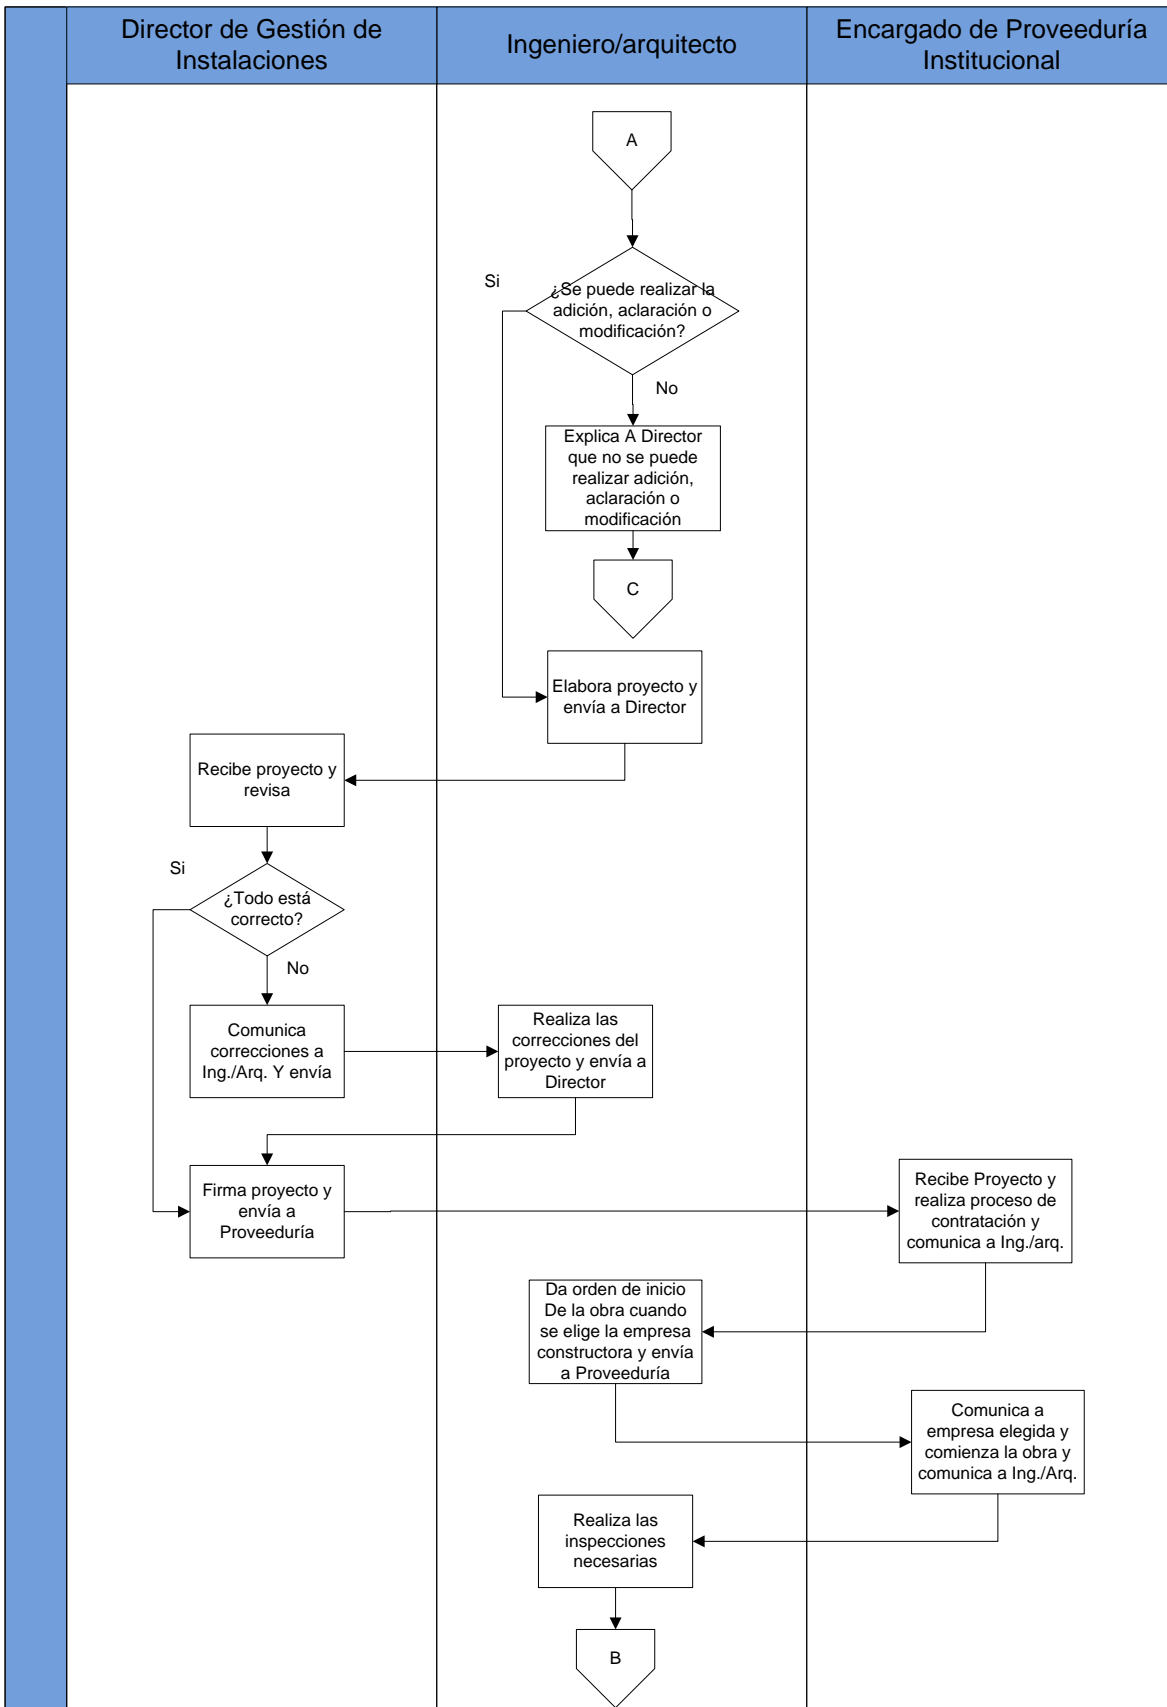 Director de Gestión de
Instalaciones
Ingeniero/arquitecto
Encargado de Proveeduría
Institucional
A
Si
¿Se puede realizar la
adición, aclaración o
modificación?
No
Explica A Director
que no se puede
realizar adición,
aclaración o
modificación
C
Elabora proyecto y
envía a Director
Recibe proyecto y
revisa
Si
¿Todo está
correcto?
No
Comunica
correcciones a
Ing./Arq. Y envía
Realiza las
correcciones del
proyecto y envía a
Director
Firma proyecto y
envía a
Proveeduría
Recibe Proyecto y
realiza proceso de
contratación y
comunica a Ing./arq.
Da orden de inicio
De la obra cuando
se elige la empresa
constructora y envía
a Proveeduría
Comunica a
empresa elegida y
comienza la obra y
comunica a Ing./Arq.
Realiza las
inspecciones
necesarias
B